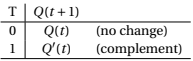 T Q(t+1)
0 Q(t) (no change)
1 Q′(t) (complement)